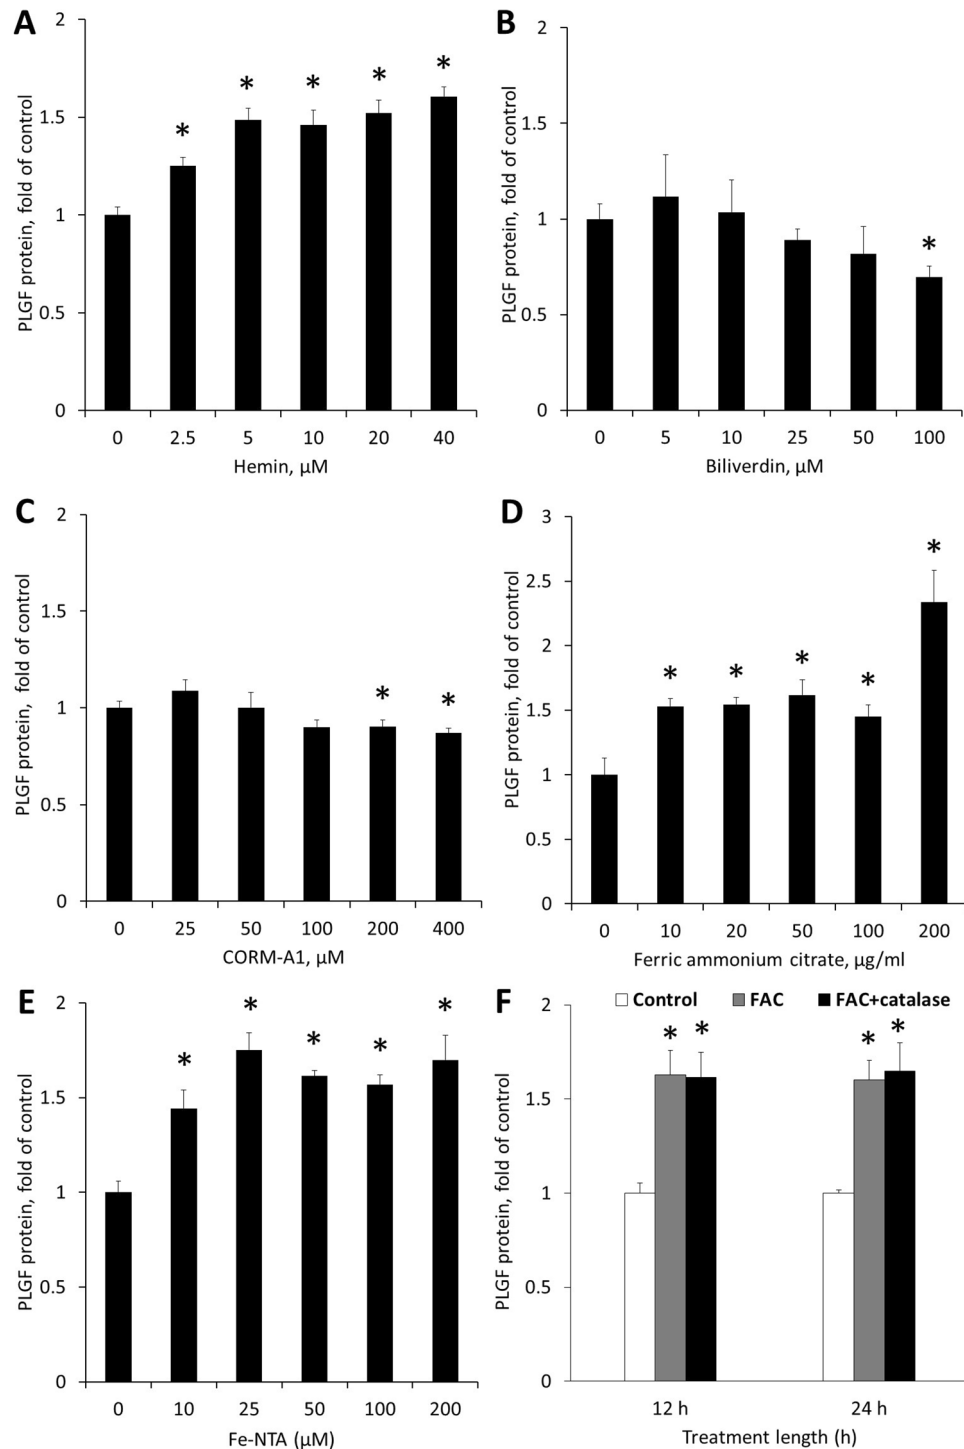 A
PLGF protein, fold of control
2
1.5
1
0.5
0
* * * * *
0 2.5 5 10 20 40
Hemin, µM
B
PLGF protein, fold of control
2
1.5
1
0.5
0
*
0 5 10 25 50 100
Biliverdin, µM
C
PLGF protein, fold of control
2
1.5
1
0.5
0
* *
0 25 50 100 200 400
CORM-A1, µM
D
PLGF protein, fold of control
3
2.5
2
1.5
1
0.5
0
* * * * *
0 10 20 50 100 200
Ferric ammonium citrate, µg/ml
E
PLGF protein, fold of control
2
1.5
1
0.5
0
* * * * *
0 10 25 50 100 200
Fe-NTA (µM)
F
Control FAC FAC+catalase
PLGF protein, fold of control
2
1.5
1
0.5
0
* * * *
12 h 24 h
Treatment length (h)